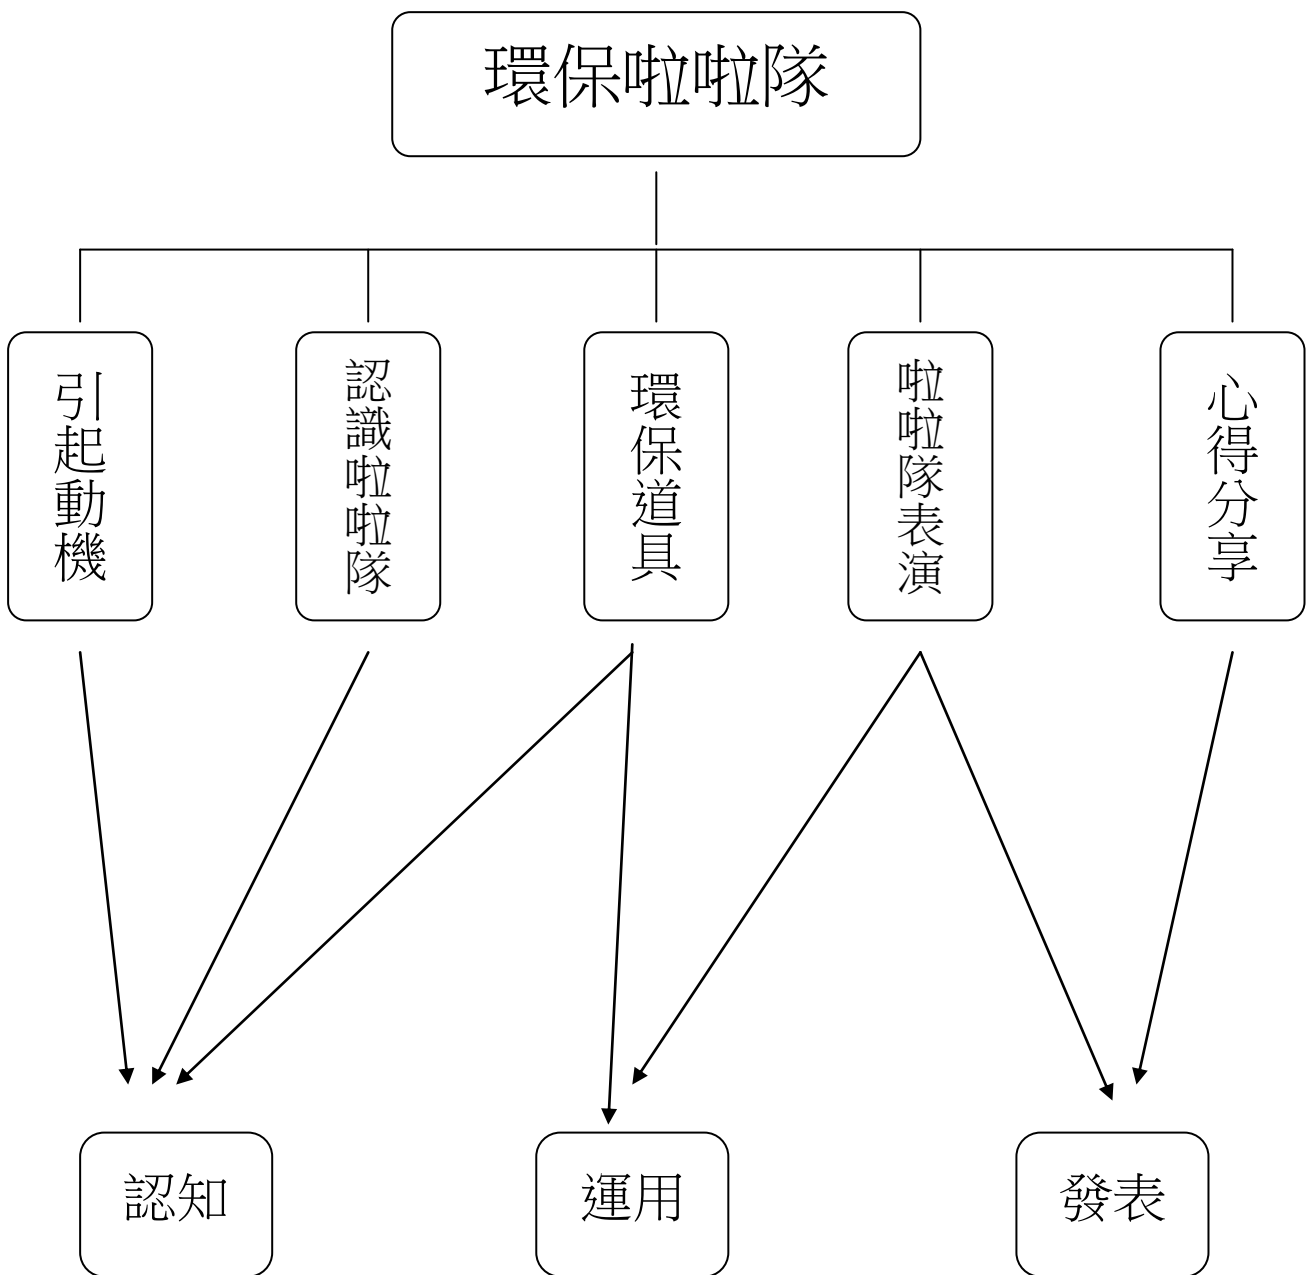 環保啦啦隊
引起動機
認識啦啦隊
環保道具
啦啦隊表演
心得分享
認知
運用
發表